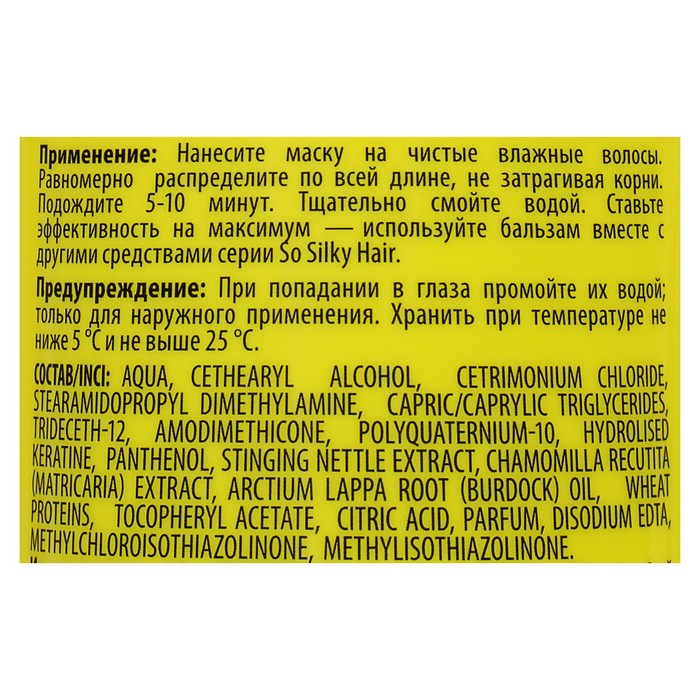 Применение: Нанесите маску на чистые влажные волосы.
Равномерно распределите по всей длине, не затрагивая корни.
Подождите 5-10 минут. Тщательно смойте водой. Ставьте
эффективность на максимум — используйте бальзам вместе с
другими средствами серии So Silky Hair.
Предупреждение: При попадании в глаза промойте их водой;
только для наружного применения. Хранить при температуре не
ниже 5 °C и не выше 25 °C.
СОСТАВ/INCI: AQUA, CETHEARYL ALCOHOL, CETRIMONIUM CHLORIDE,
STEARAMIDOPROPYL DIMETHYLAMINE, CAPRIC/CAPRYLIC TRIGLYCERIDES,
TRIDECETH-12, AMODIMETHICONE, POLYQUATERNIUM-10, HYDROLISED
KERATINE, PANTHENOL, STINGING NETTLE EXTRACT, CHAMOMILLA RECUTITA
(MATRICARIA) EXTRACT, ARCTIUM LAPPA ROOT (BURDOCK) OIL, WHEAT
PROTEINS, TOCOPHERYL ACETATE, CITRIC ACID, PARFUM, DISODIUM EDTA,
METHYLCHLOROISOTHIAZOLINONE, METHYLISOTHIAZOLINONE.